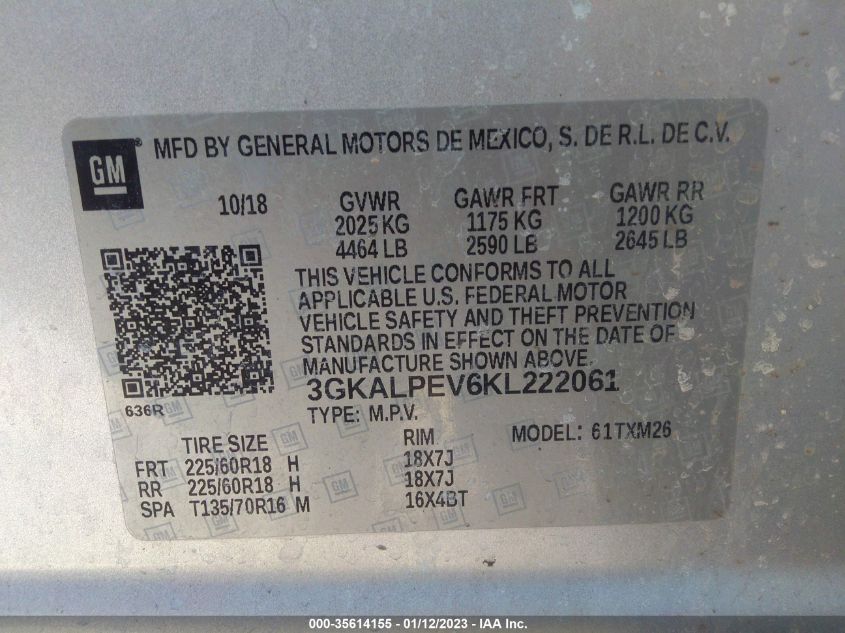 GM
MFD BY GENERAL MOTORS DE MEXICO, S. DE R.L. DE C.V.
10/18 GVWR GAWR FRT GAWR RR
2025 KG 1175 KG 1200 KG
4464 LB 2590 LB 2645 LB
THIS VEHICLE CONFORMS TO ALL
APPLICABLE U.S. FEDERAL MOTOR
VEHICLE SAFETY AND THEFT PREVENTION
STANDARDS IN EFFECT ON THE DATE OF
MANUFACTURE SHOWN ABOVE.
3GKALPEV6KL222061
636R
TYPE: M.P.V.
TIRE SIZE RIM MODEL: 61TXM26
FRT 225/60R18 H 18X7J
RR 225/60R18 H 18X7J
SPA T135/70R16 M 16X4BT
000-35614155 - 01/12/2023 - IAA Inc.